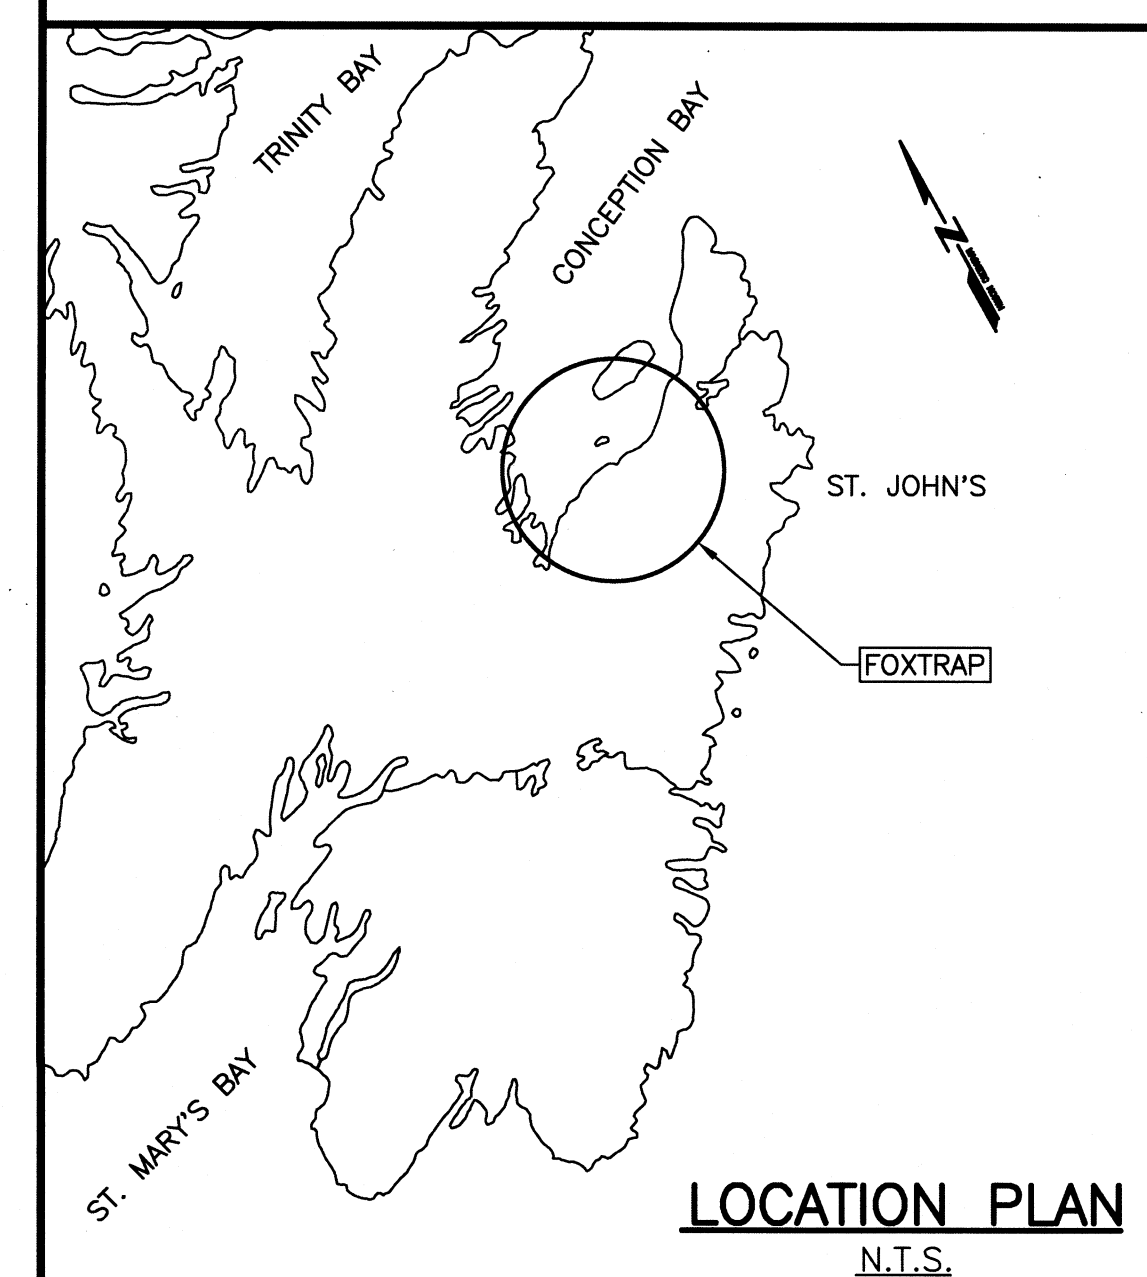 TRINITY BAY
CONCEPTION BAY
N
ST. JOHN'S
FOXTRAP
ST. MARY'S BAY
LOCATION PLAN
N.T.S.